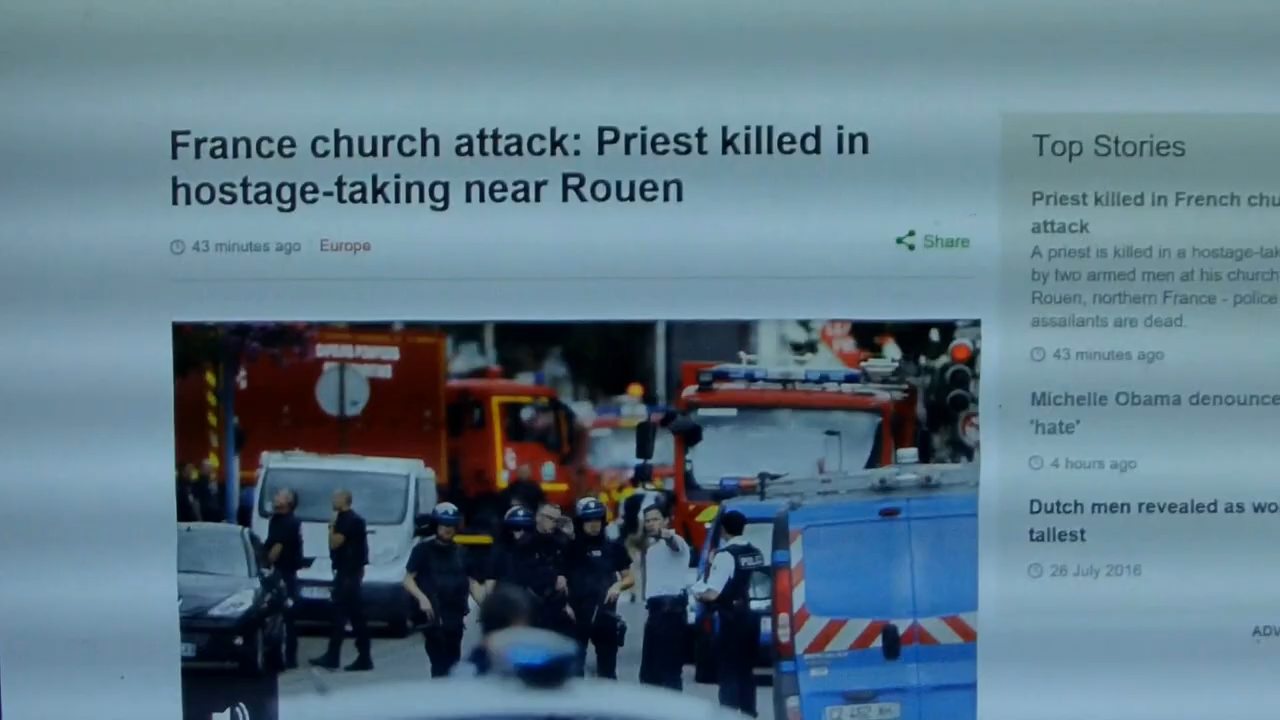 France church attack: Priest killed in
hostage-taking near Rouen
43 minutes ago
Europe
Share
Top Stories
Priest killed in French chu
attack
A priest is killed in a hostage-tak
by two armed men at his church
Rouen, northern France - police
assailants are dead.
43 minutes ago
Michelle Obama denounce
'hate'
4 hours ago
Dutch men revealed as wo
tallest
26 July 2016
ADV